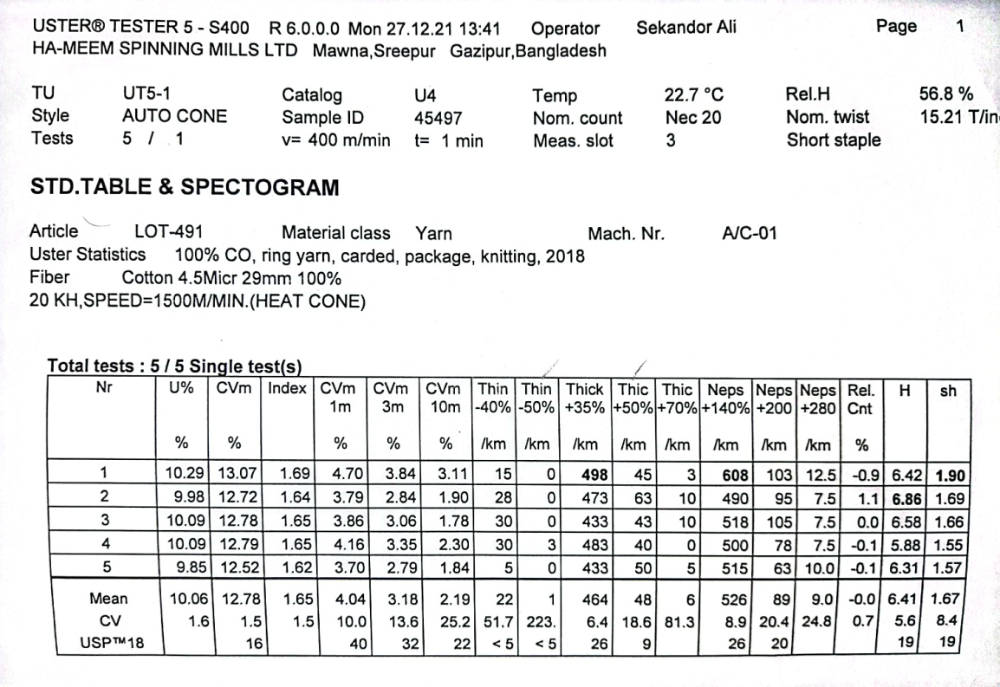 USTER® TESTER 5 - S400 R 6.0.0.0 Mon 27.12.21 13:41 Operator Sekandor Ali Page 1
HA-MEEM SPINNING MILLS LTD Mawna,Sreepur Gazipur,Bangladesh
TU UT5-1 Catalog U4 Temp 22.7 °C Rel.H 56.8 %
Style AUTO CONE Sample ID 45497 Nom. count Nec 20 Nom. twist 15.21 T/in
Tests 5 / 1 v= 400 m/min t= 1 min Meas. slot 3 Short staple
STD.TABLE & SPECTOGRAM
Article LOT-491 Material class Yarn Mach. Nr. A/C-01
Uster Statistics 100% CO, ring yarn, carded, package, knitting, 2018
Fiber Cotton 4.5Micr 29mm 100%
20 KH,SPEED=1500M/MIN.(HEAT CONE)
Total tests : 5 / 5 Single test(s)
Nr U% CVm Index CVm CVm CVm Thin Thin Thick Thic Thic Neps Neps Neps Rel. H sh
1m 3m 10m -40% -50% +35% +50% +70% +140% +200 +280 Cnt
% % % % % /km /km /km /km /km /km /km /km %
1 10.29 13.07 1.69 4.70 3.84 3.11 15 0 498 45 3 608 103 12.5 -0.9 6.42 1.90
2 9.98 12.72 1.64 3.79 2.84 1.90 28 0 473 63 10 490 95 7.5 1.1 6.86 1.69
3 10.09 12.78 1.65 3.86 3.06 1.78 30 0 433 43 10 518 105 7.5 0.0 6.58 1.66
4 10.09 12.79 1.65 4.16 3.35 2.30 30 3 483 40 0 500 78 7.5 -0.1 5.88 1.55
5 9.85 12.52 1.62 3.70 2.79 1.84 5 0 433 50 5 515 63 10.0 -0.1 6.31 1.57
Mean 10.06 12.78 1.65 4.04 3.18 2.19 22 1 464 48 6 526 89 9.0 -0.0 6.41 1.67
CV 1.6 1.5 1.5 10.0 13.6 25.2 51.7 223. 6.4 18.6 81.3 8.9 20.4 24.8 0.7 5.6 8.4
USP™18 16 40 32 22 < 5 < 5 26 9 26 20 19 19